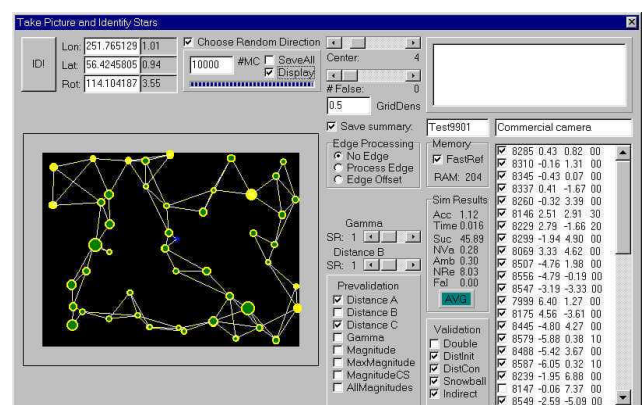 Take Picture and Identify Stars
IDI
Lon: 251.765129 1.01
Lat: 56.4245805 0.94
Rot: 114.104187 3.55
Choose Random Direction
10000 #MC SaveAll
Display
Center: 4
# False: 0
0.5 GridDens
Save summary: Test9901 Commercial camera
Edge Processing
No Edge
Process Edge
Edge Offset
Memory
FastRef
RAM: 204
Gamma
SR: 1
Distance B
SR: 1
Sim Results
Acc 1.12
Time 0.016
Suc 45.89
NVa 0.28
Amb 0.30
NRe 8.03
Fal 0.00
AVG
Prevalidation
Distance A
Distance B
Distance C
Gamma
Magnitude
MaxMagnitude
MagnitudeCS
AllMagnitudes
Validation
Double
DistInit
DistCon
Snowball
Indirect
8285 0.43 0.82 00
8310 -0.16 1.31 00
8345 -0.43 0.07 00
8337 0.41 -1.67 00
8260 -0.32 3.39 00
8146 2.51 2.91 30
8229 2.79 -1.66 20
8299 -1.94 4.90 00
8069 3.33 4.62 00
8507 -4.76 1.98 00
8556 -4.79 -0.19 00
8547 -3.19 -3.33 00
7999 6.40 1.27 00
8175 4.56 -3.61 00
8445 -4.80 4.27 00
8579 -5.88 0.38 10
8488 -5.42 3.67 00
8587 -6.05 0.32 10
8239 -1.95 6.88 00
8147 -0.06 7.37 00
8549 -2.59 -5.09 00